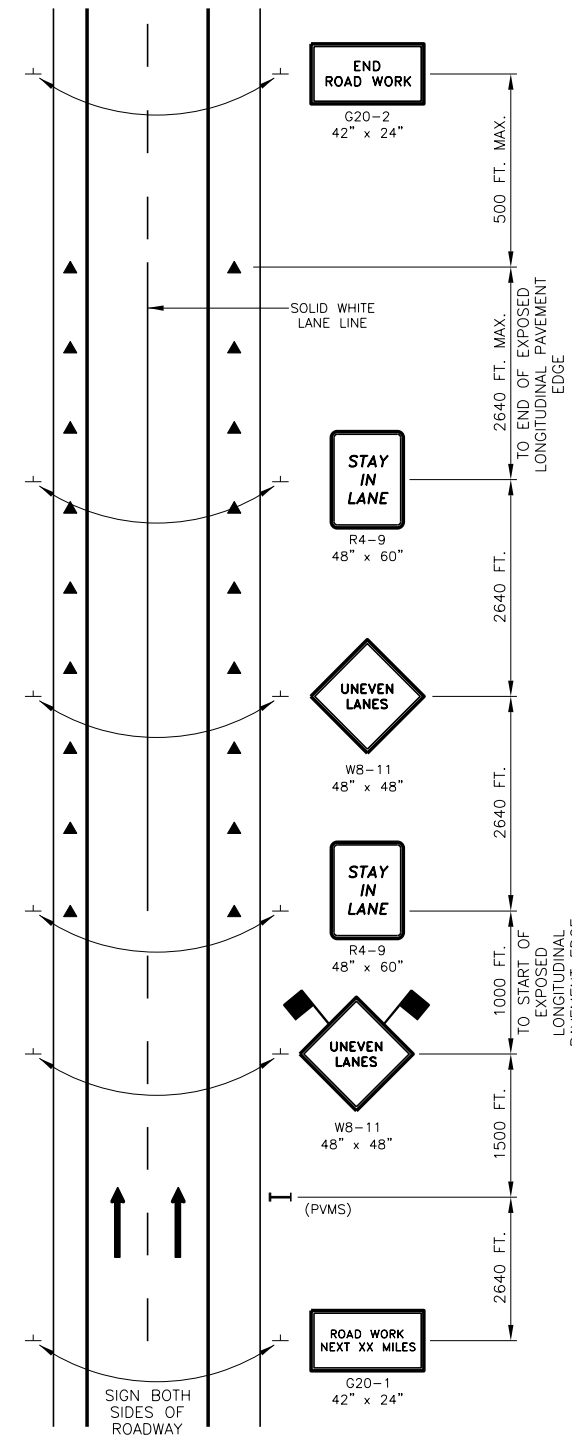 END
ROAD WORK
G20-2
42" x 24"
500 FT. MAX.
SOLID WHITE
LANE LINE
2640 FT. MAX.
TO END OF EXPOSED
LONGITUDINAL PAVEMENT
EDGE
STAY
IN
LANE
R4-9
48" x 60"
2640 FT.
UNEVEN
LANES
W8-11
48" x 48"
2640 FT.
STAY
IN
LANE
R4-9
48" x 60"
1000 FT.
TO START OF
EXPOSED
LONGITUDINAL
UNEVEN
LANES
W8-11
48" x 48"
1500 FT.
(PVMS)
2640 FT.
ROAD WORK
NEXT XX MILES
G20-1
42" x 24"
SIGN BOTH
SIDES OF
ROADWAY